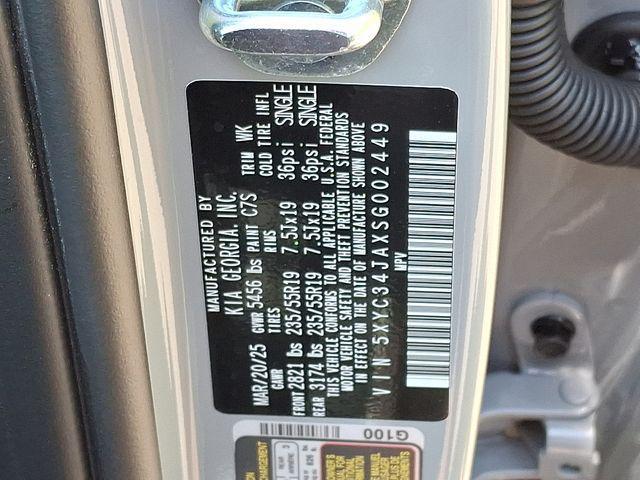 MANUFACTURED BY
KIA GEORGIA, INC.
MAR/20/25 GVWR 5456 lbs PAINT C7S TRIM WK
GAWR TIRES RIMS COLD TIRE INFL
FRONT 2821 lbs 235/55R19 7.5Jx19 36psi SINGLE
REAR 3174 lbs 235/55R19 7.5Jx19 36psi SINGLE
THIS VEHICLE CONFORMS TO ALL APPLICABLE U.S.A. FEDERAL
MOTOR VEHICLE SAFETY AND THEFT PREVENTION STANDARDS
IN EFFECT ON THE DATE OF MANUFACTURE SHOWN ABOVE
VIN:5XYC34JAXSG002449
MPV
G100